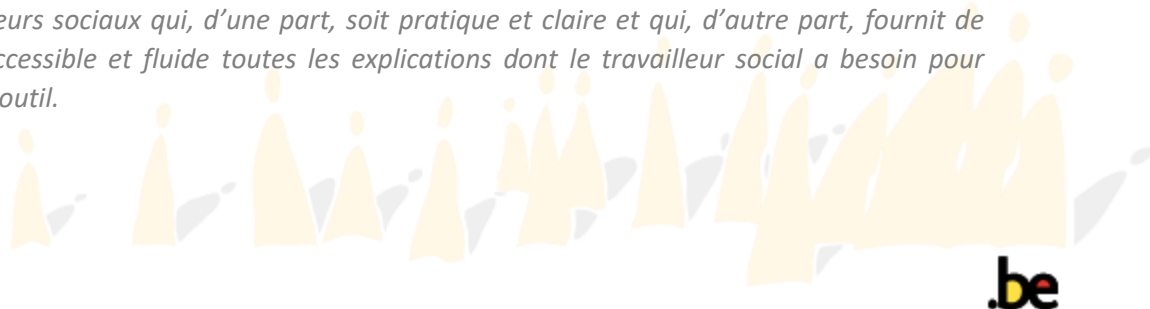 eurs sociaux qui, d'une part, soit pratique et claire et qui, d'autre part, fournit de
ccessible et fluide toutes les explications dont le travailleur social a besoin pour
outil.
.be